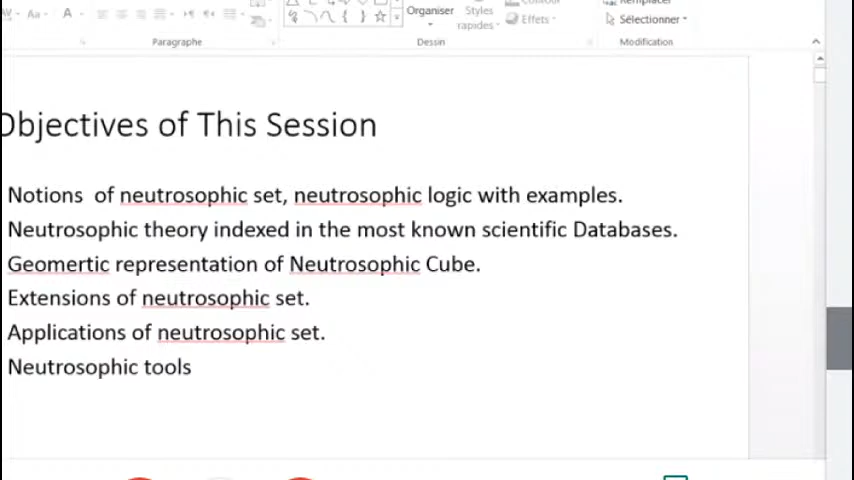 Aa
A
Organiser
Styles
rapides
Effets
Sélectionner
Paragraphe
Dessin
Modification
Objectives of This Session
Notions of neutrosophic set, neutrosophic logic with examples.
Neutrosophic theory indexed in the most known scientific Databases.
Geomertic representation of Neutrosophic Cube.
Extensions of neutrosophic set.
Applications of neutrosophic set.
Neutrosophic tools